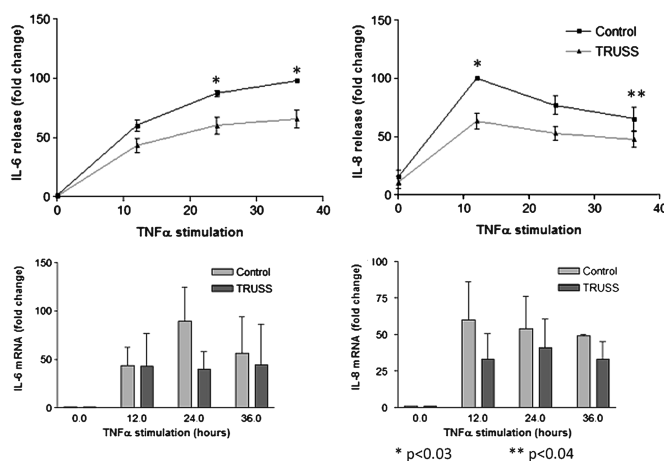 IL-6 release (fold change)
150
100
50
0
* *
0 10 20 30 40
TNFα stimulation
IL-8 release (fold change)
150
100
50
0
Control
TRUSS
*
**
0 10 20 30 40
TNFα stimulation
IL-6 mRNA (fold change)
150
100
50
0
Control
TRUSS
0.0 12.0 24.0 36.0
TNFα stimulation (hours)
IL-8 mRNA (fold change)
100
75
50
25
0
Control
TRUSS
0.0 12.0 24.0 36.0
TNFα stimulation (hours)
* p<0.03 ** p<0.04